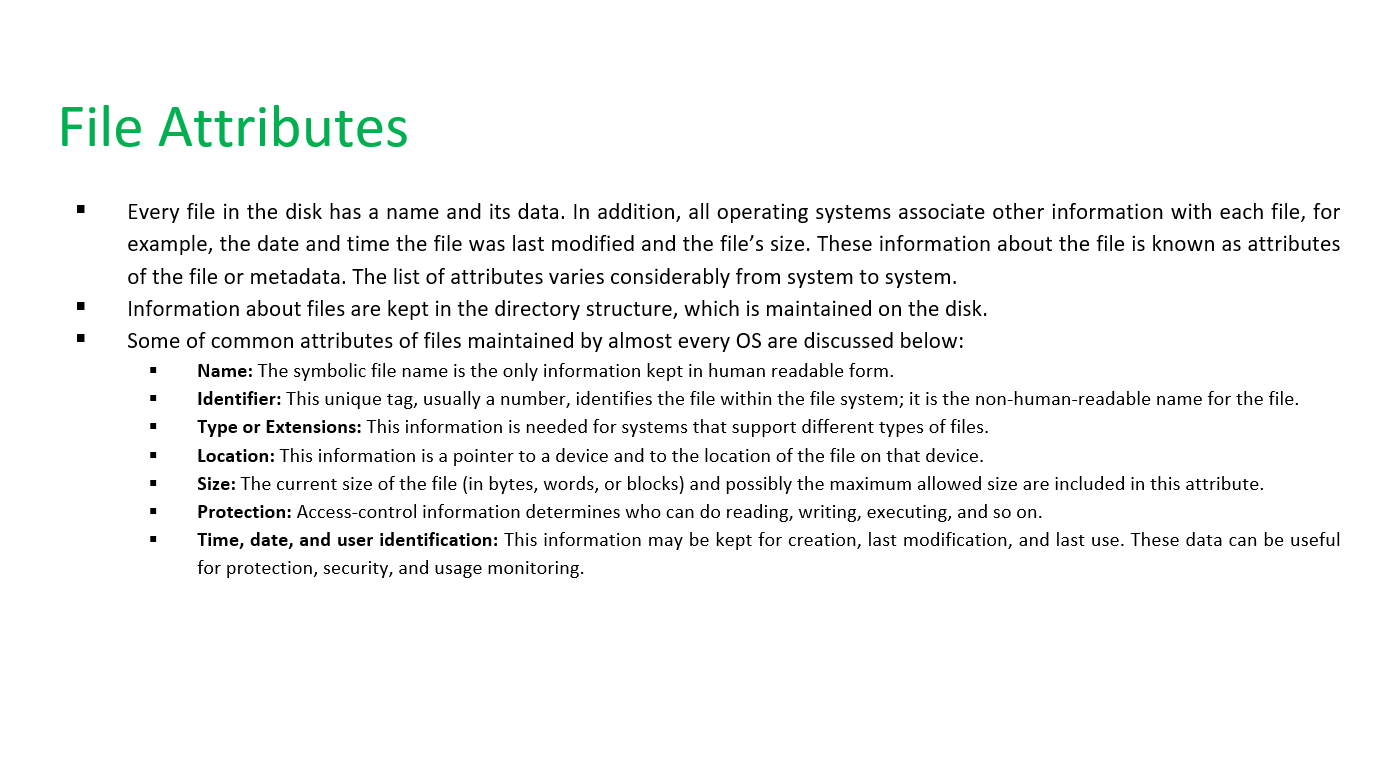 File Attributes
▪ Every file in the disk has a name and its data. In addition, all operating systems associate other information with each file, for
example, the date and time the file was last modified and the file’s size. These information about the file is known as attributes
of the file or metadata. The list of attributes varies considerably from system to system.
▪ Information about files are kept in the directory structure, which is maintained on the disk.
▪ Some of common attributes of files maintained by almost every OS are discussed below:
▪ Name: The symbolic file name is the only information kept in human readable form.
▪ Identifier: This unique tag, usually a number, identifies the file within the file system; it is the non-human-readable name for the file.
▪ Type or Extensions: This information is needed for systems that support different types of files.
▪ Location: This information is a pointer to a device and to the location of the file on that device.
▪ Size: The current size of the file (in bytes, words, or blocks) and possibly the maximum allowed size are included in this attribute.
▪ Protection: Access-control information determines who can do reading, writing, executing, and so on.
▪ Time, date, and user identification: This information may be kept for creation, last modification, and last use. These data can be useful
for protection, security, and usage monitoring.